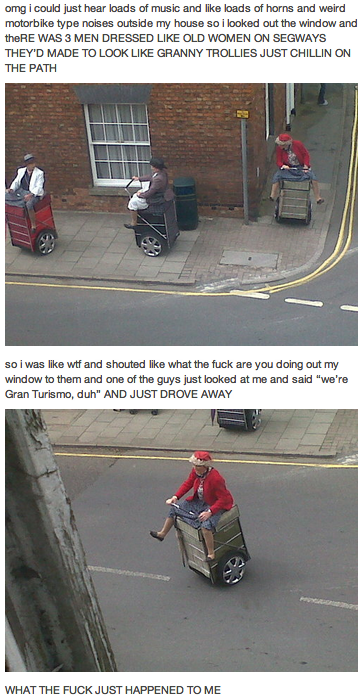 omg i could just hear loads of music and like loads of horns and weird
motorbike type noises outside my house so i looked out the window and
theRE WAS 3 MEN DRESSED LIKE OLD WOMEN ON SEGWAYS
THEY'D MADE TO LOOK LIKE GRANNY TROLLIES JUST CHILLIN ON
THE PATH
so i was like wtf and shouted like what the fuck are you doing out my
window to them and one of the guys just looked at me and said “we're
Gran Turismo, duh” AND JUST DROVE AWAY
WHAT THE FUCK JUST HAPPENED TO ME